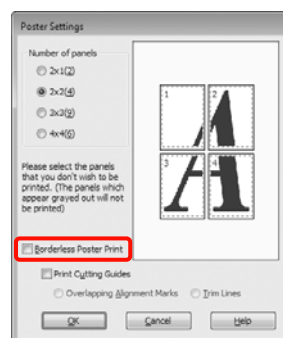 Poster Settings
Number of panels
2x1(2)
2x2(4)
3x3(9)
4x4(6)
1 2
3 4
Please select the panels
that you don't wish to be
printed. (The panels which
appear grayed out will not
be printed)
Borderless Poster Print
Print Cutting Guides
Overlapping Alignment Marks Trim Lines
OK Cancel Help